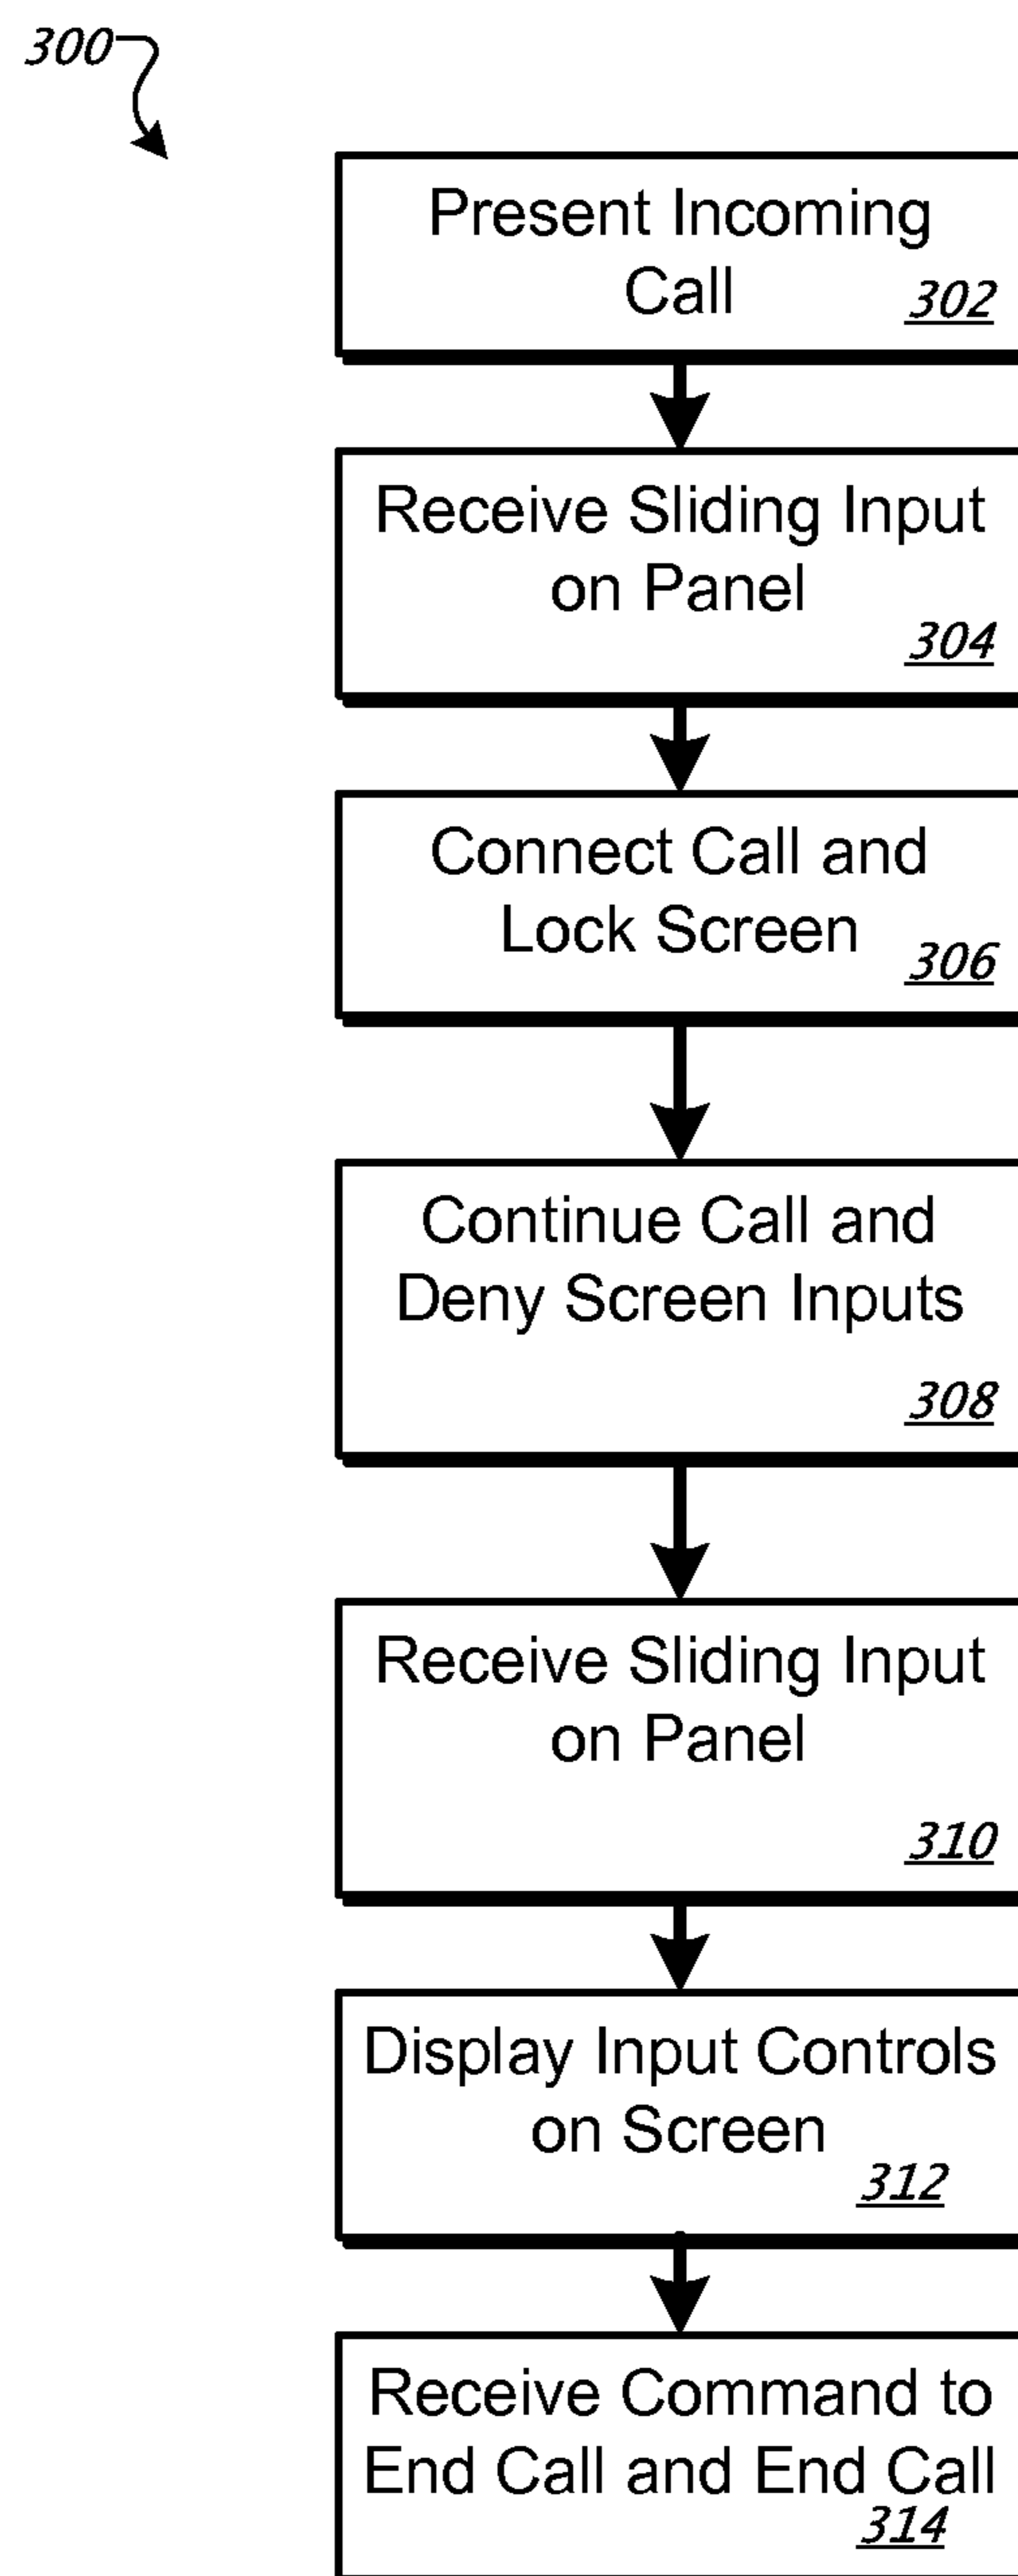 300
Present Incoming
Call 302
Receive Sliding Input
on Panel
304
Connect Call and
Lock Screen 306
Continue Call and
Deny Screen Inputs
308
Receive Sliding Input
on Panel
310
Display Input Controls
on Screen
312
Receive Command to
End Call and End Call
314